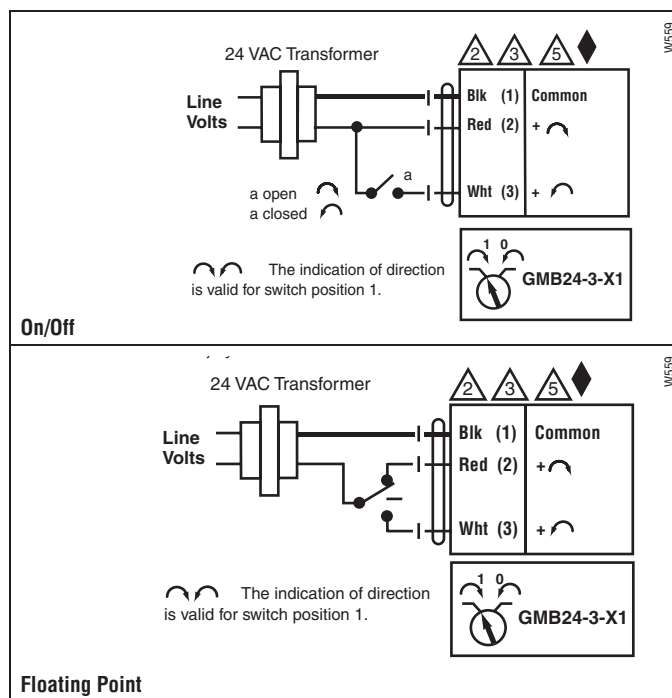 W559
24 VAC Transformer
2 3 5
Line
Volts
Blk (1) Common
Red (2) +
a
a open
a closed
Wht (3) +
1 0
GMB24-3-X1
The indication of direction
is valid for switch position 1.
On/Off
W559
24 VAC Transformer
2 3 5
Line
Volts
Blk (1) Common
Red (2) +
Wht (3) +
1 0
GMB24-3-X1
The indication of direction
is valid for switch position 1.
Floating Point